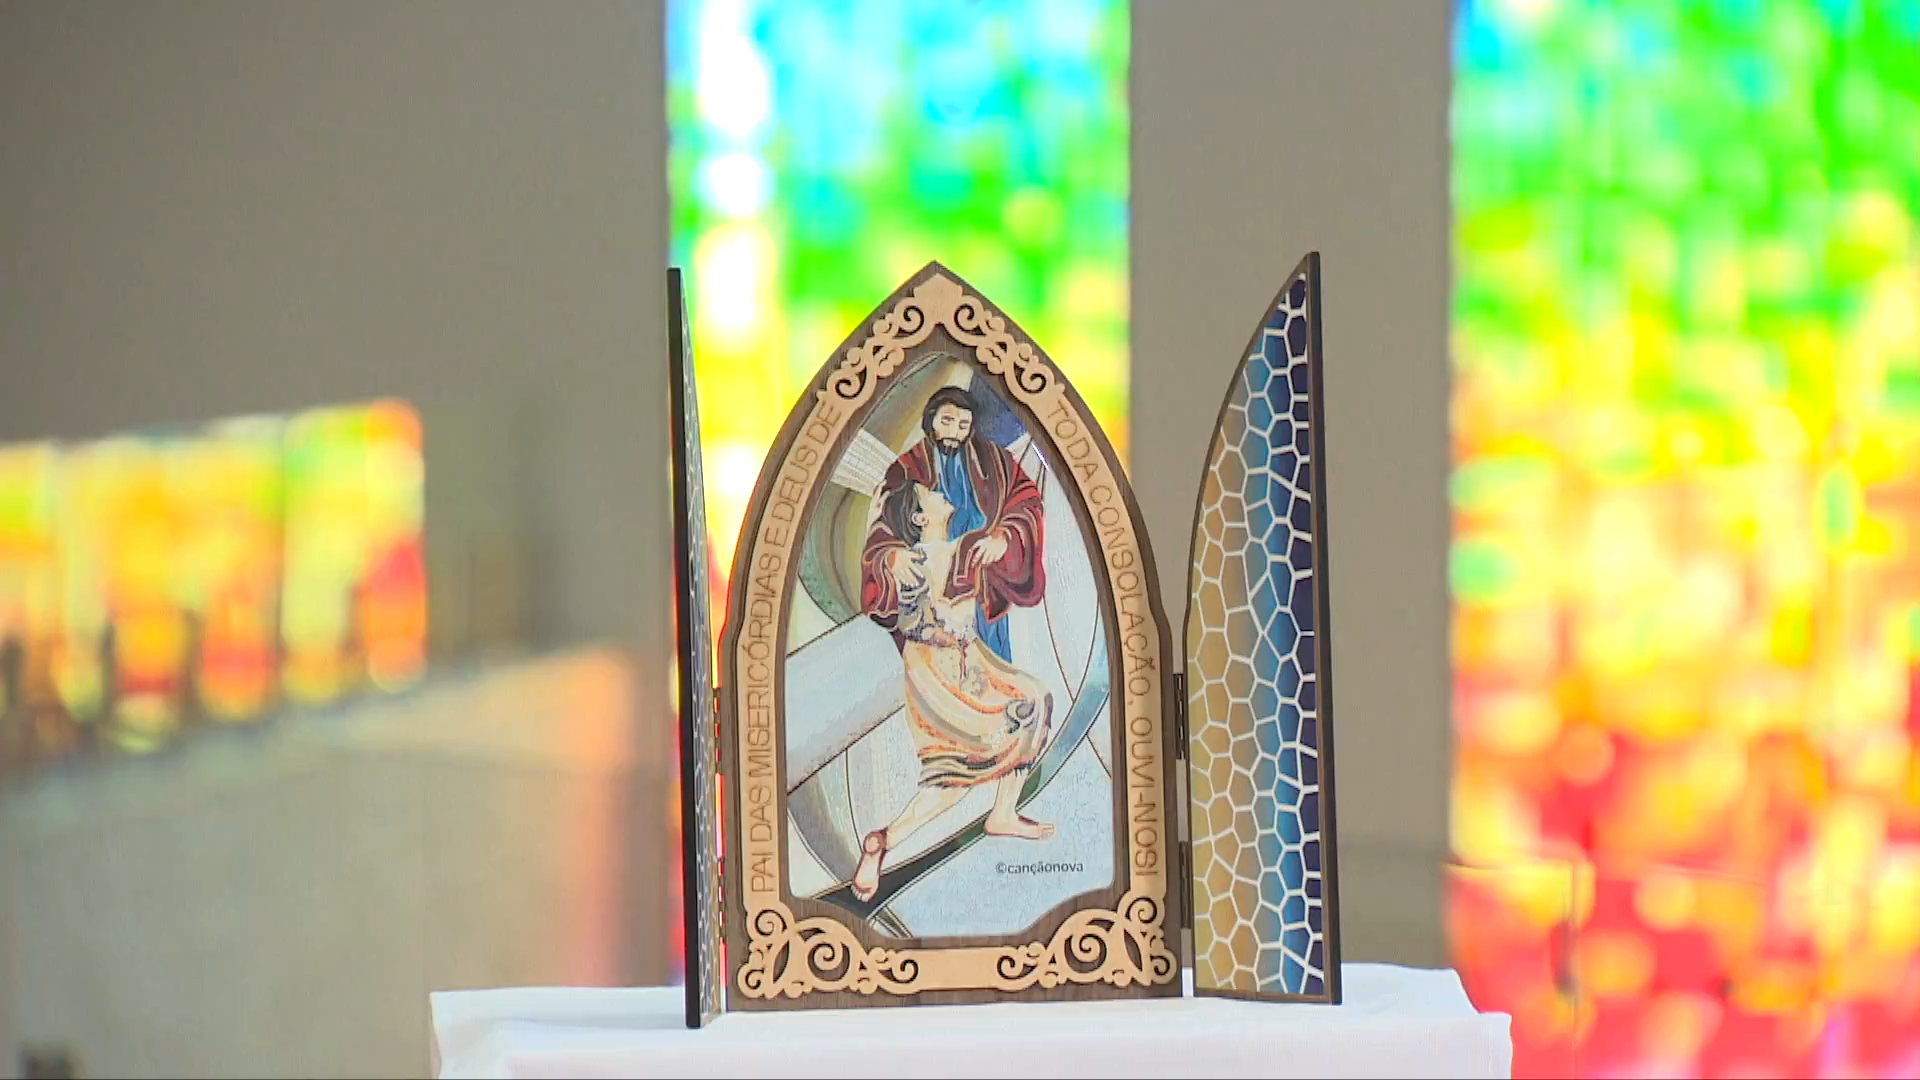 PAI DAS MISERICÓRDIAS E DEUS DE
TODA CONSOLAÇÃO, OUVI-NOS!
©cançãonova